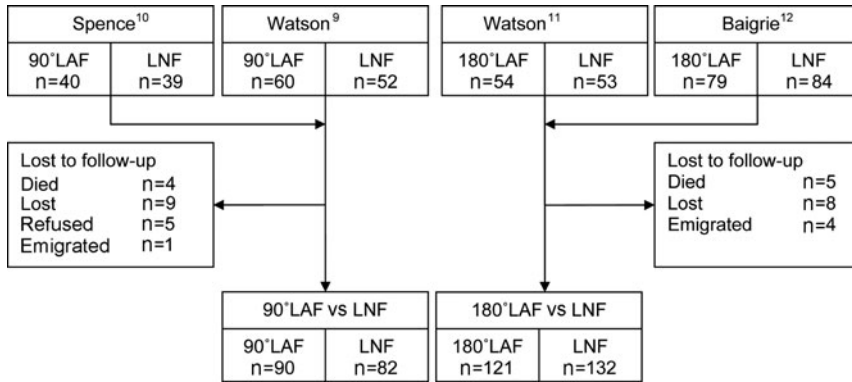 Spence10
90°LAF
n=40
LNF
n=39
Watson9
90°LAF
n=60
LNF
n=52
Watson11
180°LAF
n=54
LNF
n=53
Baigrie12
180°LAF
n=79
LNF
n=84
Lost to follow-up
Died n=4
Lost n=9
Refused n=5
Emigrated n=1
Lost to follow-up
Died n=5
Lost n=8
Emigrated n=4
90°LAF vs LNF
90°LAF
n=90
LNF
n=82
180°LAF vs LNF
180°LAF
n=121
LNF
n=132